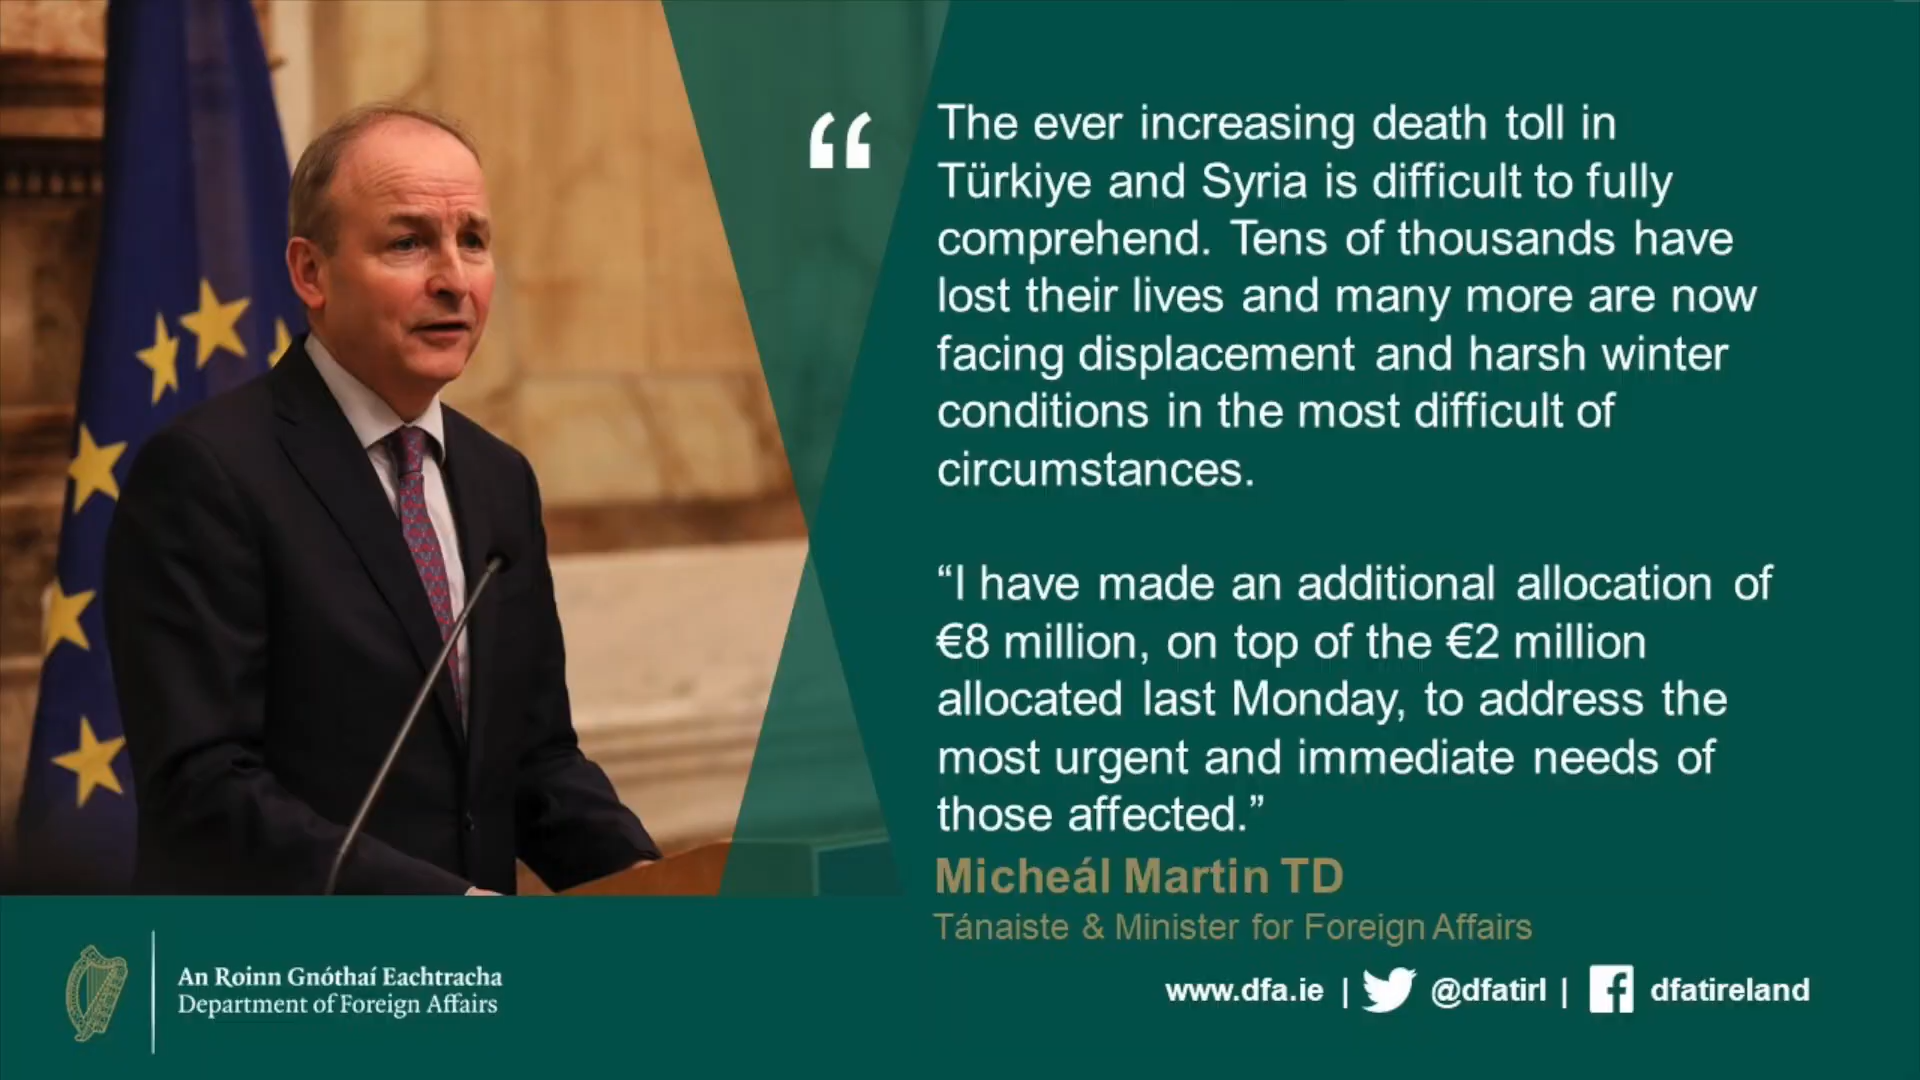 “
The ever increasing death toll in
Türkiye and Syria is difficult to fully
comprehend. Tens of thousands have
lost their lives and many more are now
facing displacement and harsh winter
conditions in the most difficult of
circumstances.
“I have made an additional allocation of
€8 million, on top of the €2 million
allocated last Monday, to address the
most urgent and immediate needs of
those affected.”
Micheál Martin TD
Tánaiste & Minister for Foreign Affairs
An Roinn Gnóthaí Eachtracha
Department of Foreign Affairs
www.dfa.ie | @dfatirl | dfatireland